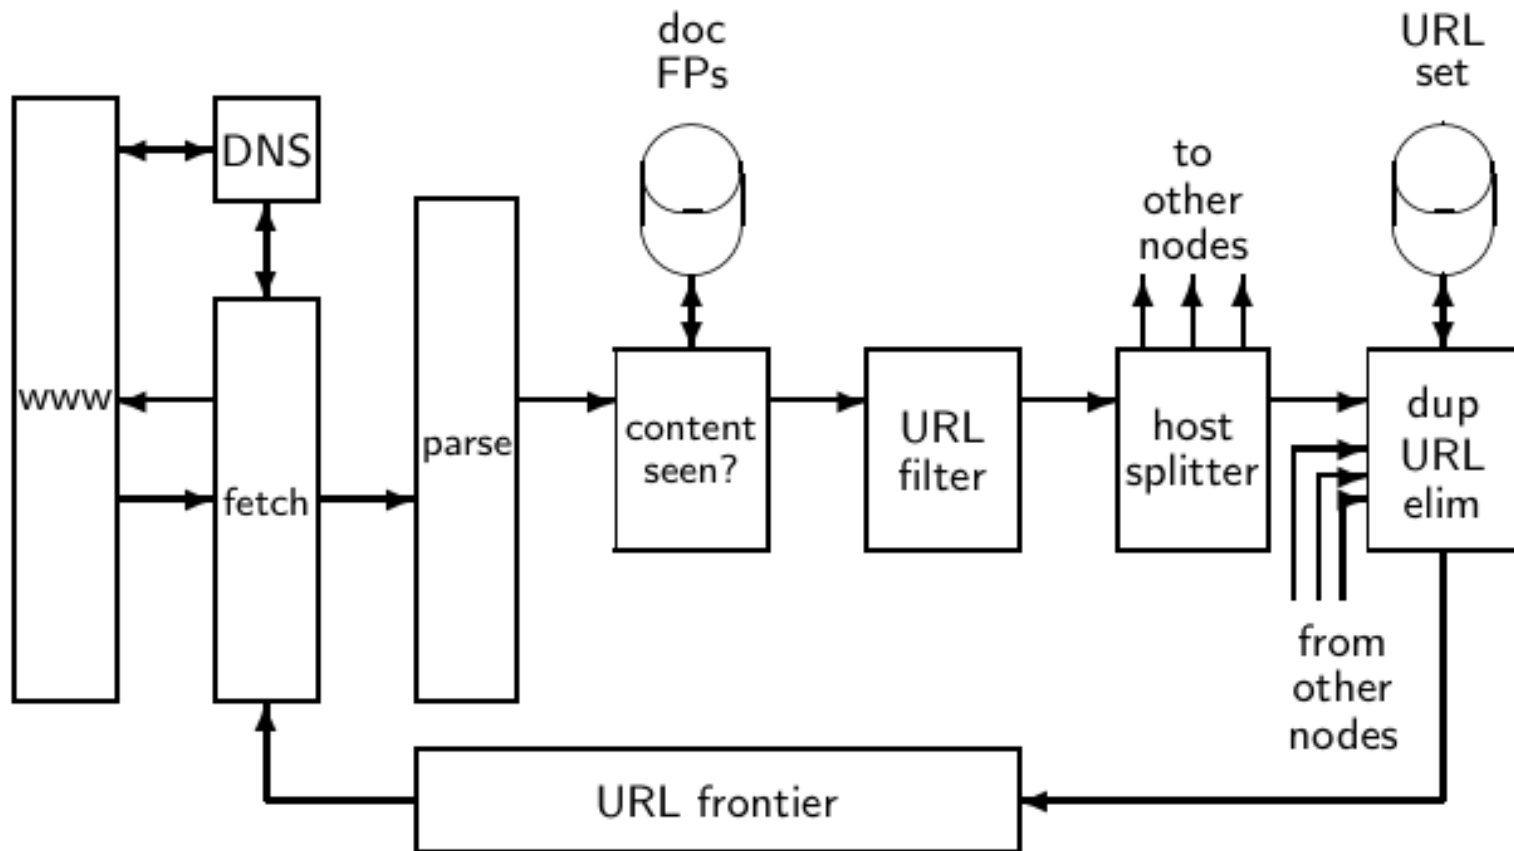 doc
FPs
URL
set
DNS
to
other
nodes
www
fetch
parse
content
seen?
URL
filter
host
splitter
dup
URL
elim
from
other
nodes
URL frontier